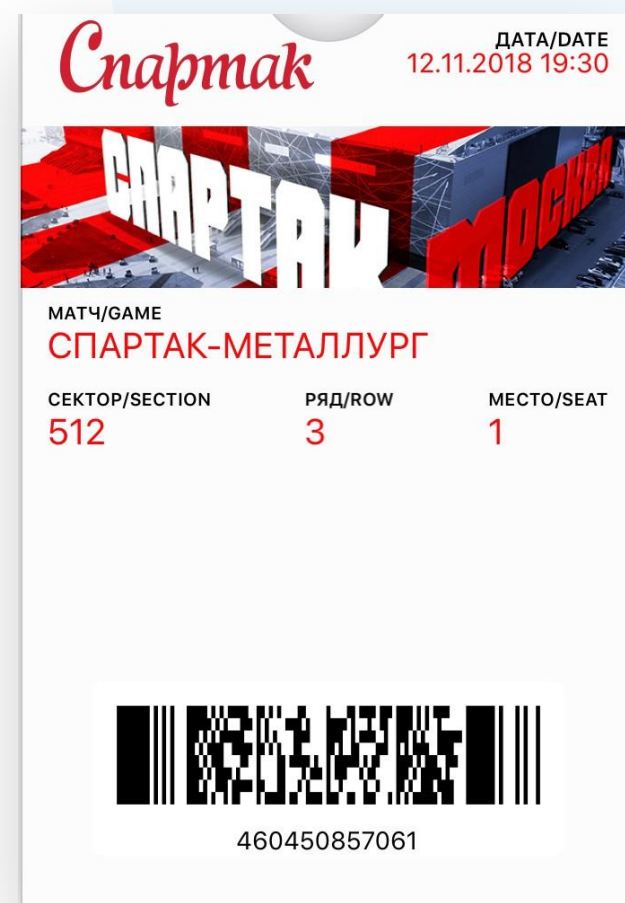 Спартак
ДАТА/DATE
12.11.2018 19:30
СПАРТАК МОСКВА
МАТЧ/GAME
СПАРТАК-МЕТАЛЛУРГ
СЕКТОР/SECTION РЯД/ROW МЕСТО/SEAT
512 3 1
460450857061